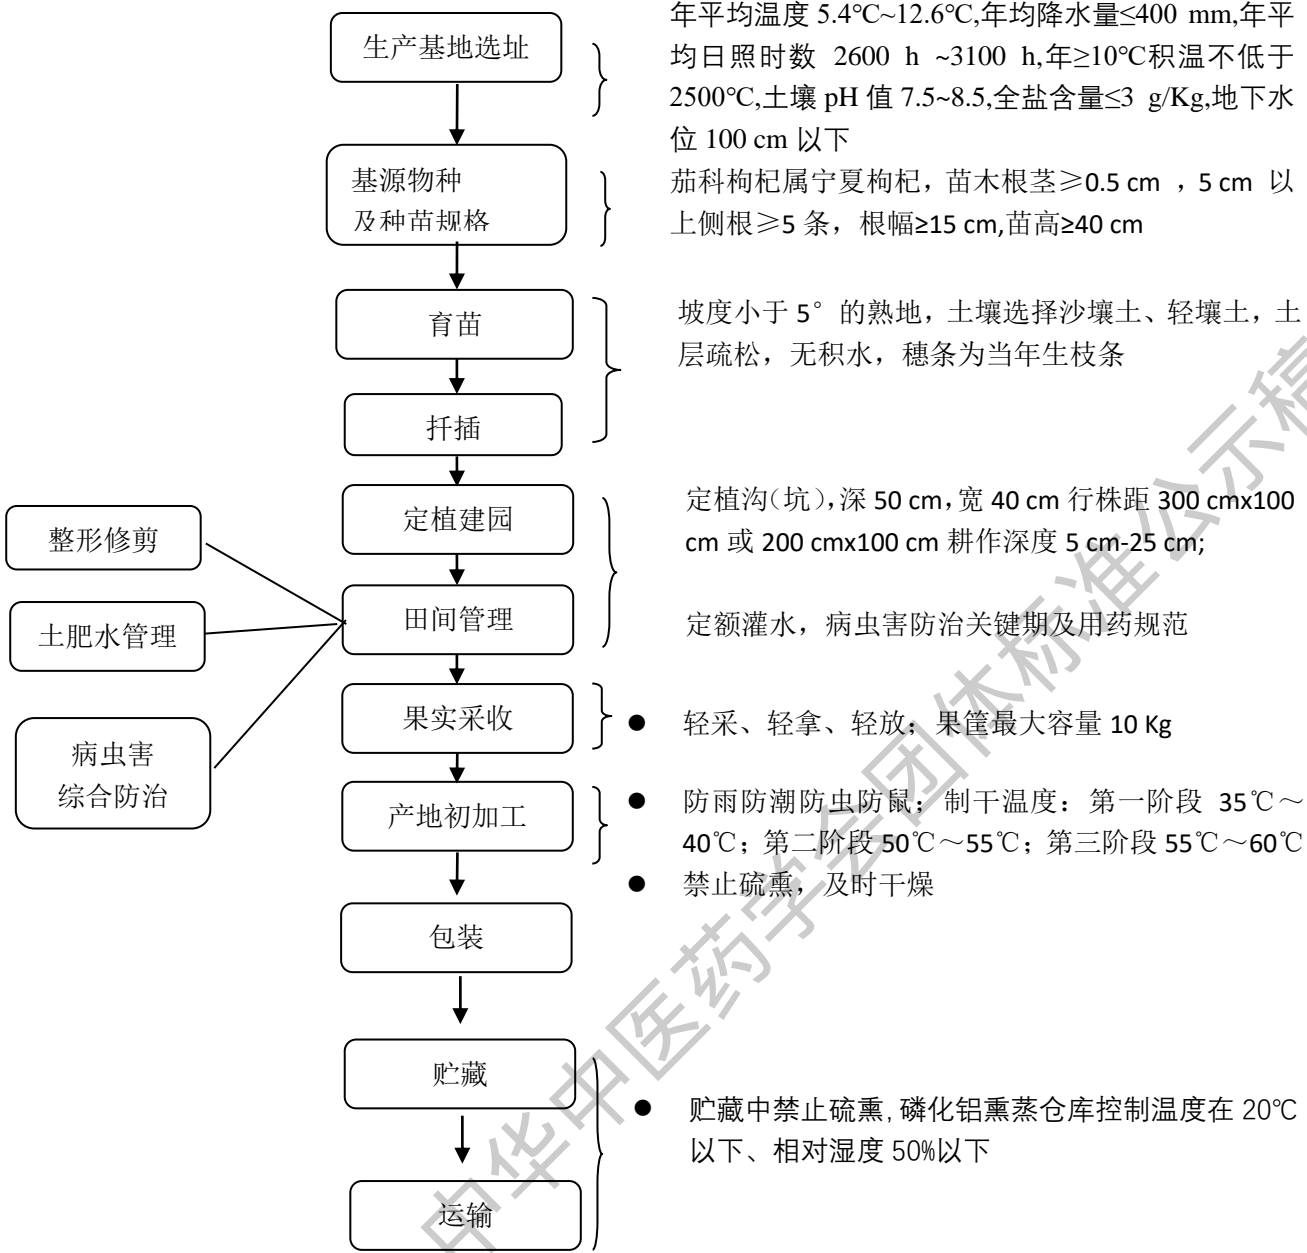 年平均温度 5.4℃~12.6℃,年均降水量≤400 mm,年平
生产基地选址
均日照时数 2600 h ~3100 h,年≥10℃积温不低于
2500℃,土壤 pH 值 7.5~8.5,全盐含量≤3 g/Kg,地下水
位 100 cm 以下
基源物种
及种苗规格
茄科枸杞属宁夏枸杞，苗木根茎≥0.5 cm ，5 cm 以
上侧根≥5 条，根幅≥15 cm,苗高≥40 cm
育苗
坡度小于 5°的熟地，土壤选择沙壤土、轻壤土，土
层疏松，无积水，穗条为当年生枝条
扦插
定植建园
定植沟（坑），深 50 cm，宽 40 cm 行株距 300 cmx100
cm 或 200 cmx100 cm 耕作深度 5 cm-25 cm;
整形修剪
土肥水管理
病虫害
综合防治
田间管理
定额灌水，病虫害防治关键期及用药规范
果实采收
● 轻采、轻拿、轻放；果筐最大容量 10 Kg
产地初加工
● 防雨防潮防虫防鼠；制干温度：第一阶段 35℃～
40℃；第二阶段 50℃～55℃；第三阶段 55℃～60℃
● 禁止硫熏，及时干燥
包装
贮藏
● 贮藏中禁止硫熏,磷化铝熏蒸仓库控制温度在 20℃
以下、相对湿度 50%以下
运输
中华中医药学会团体标准公示稿